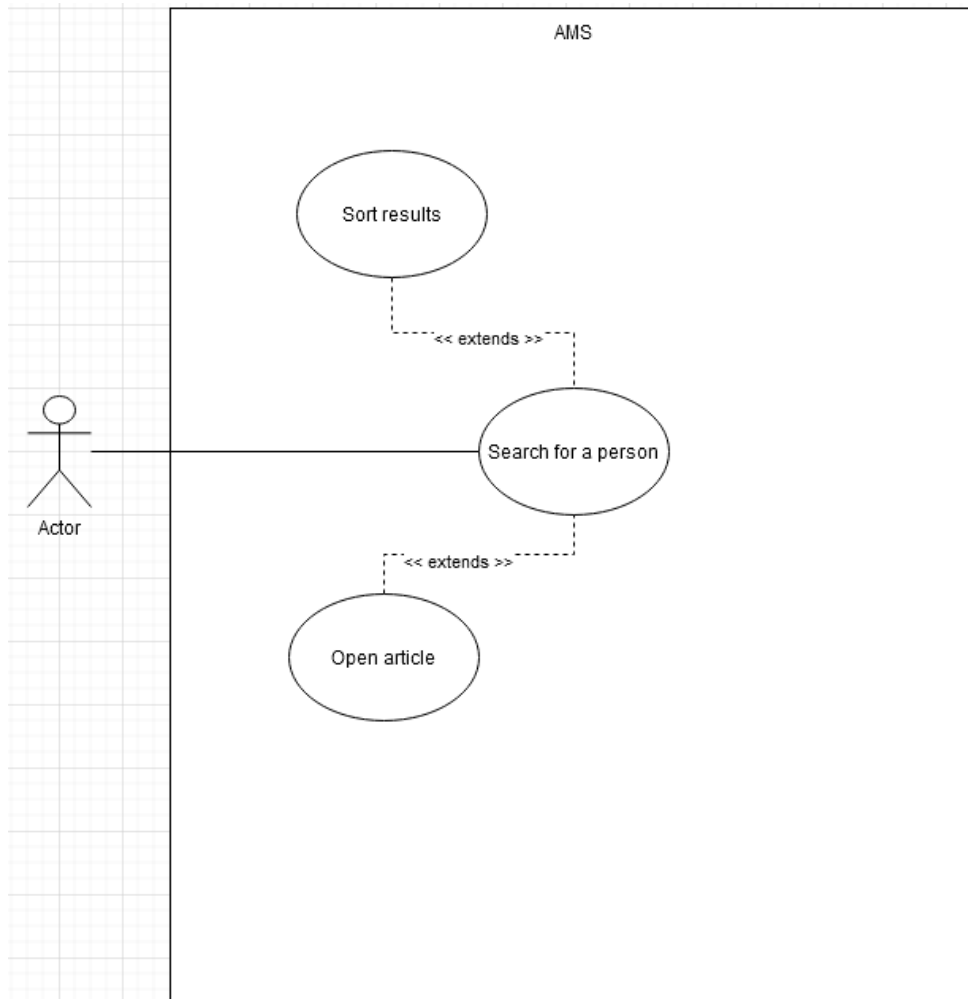 AMS
Sort results
<< extends >>
Search for a person
Actor
<< extends >>
Open article